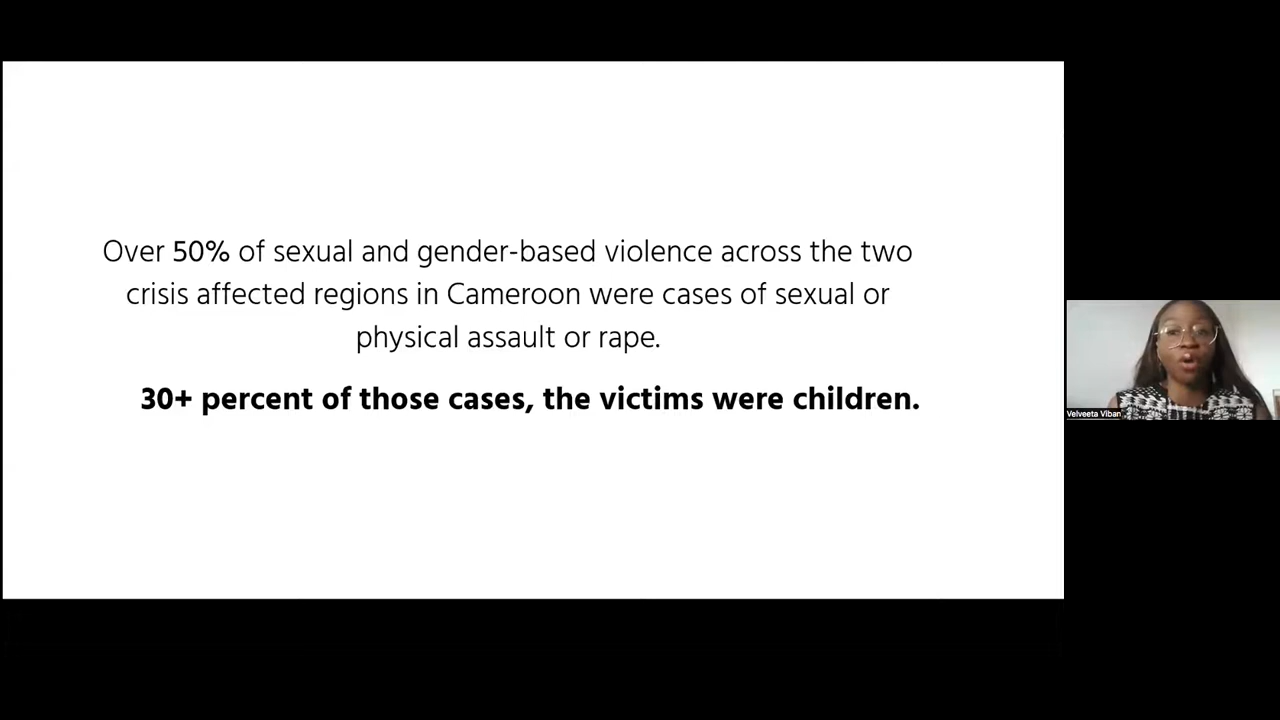 Over 50% of sexual and gender-based violence across the two
crisis affected regions in Cameroon were cases of sexual or
physical assault or rape.
30+ percent of those cases, the victims were children.
Velveeta Viban